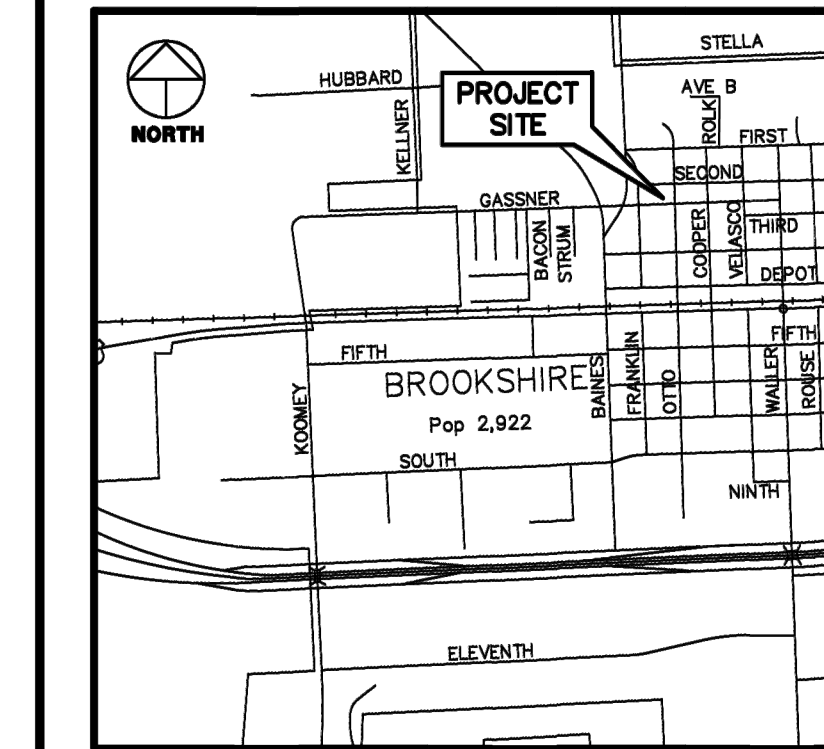 STELLA
HUBBARD
AVE B
PROJECT
SITE
NORTH
KELLNER
ROLK
FIRST
SECOND
GASSNER
BACON
STRUM
COOPER
VELASCO
THIRD
DEPOT
FIFTH
FIFTH
BROOKSHIRE
Pop 2,922
KOOMEY
BAINES
FRANKLIN
OTTO
WALLER
ROUSE
SOUTH
NINTH
ELEVENTH